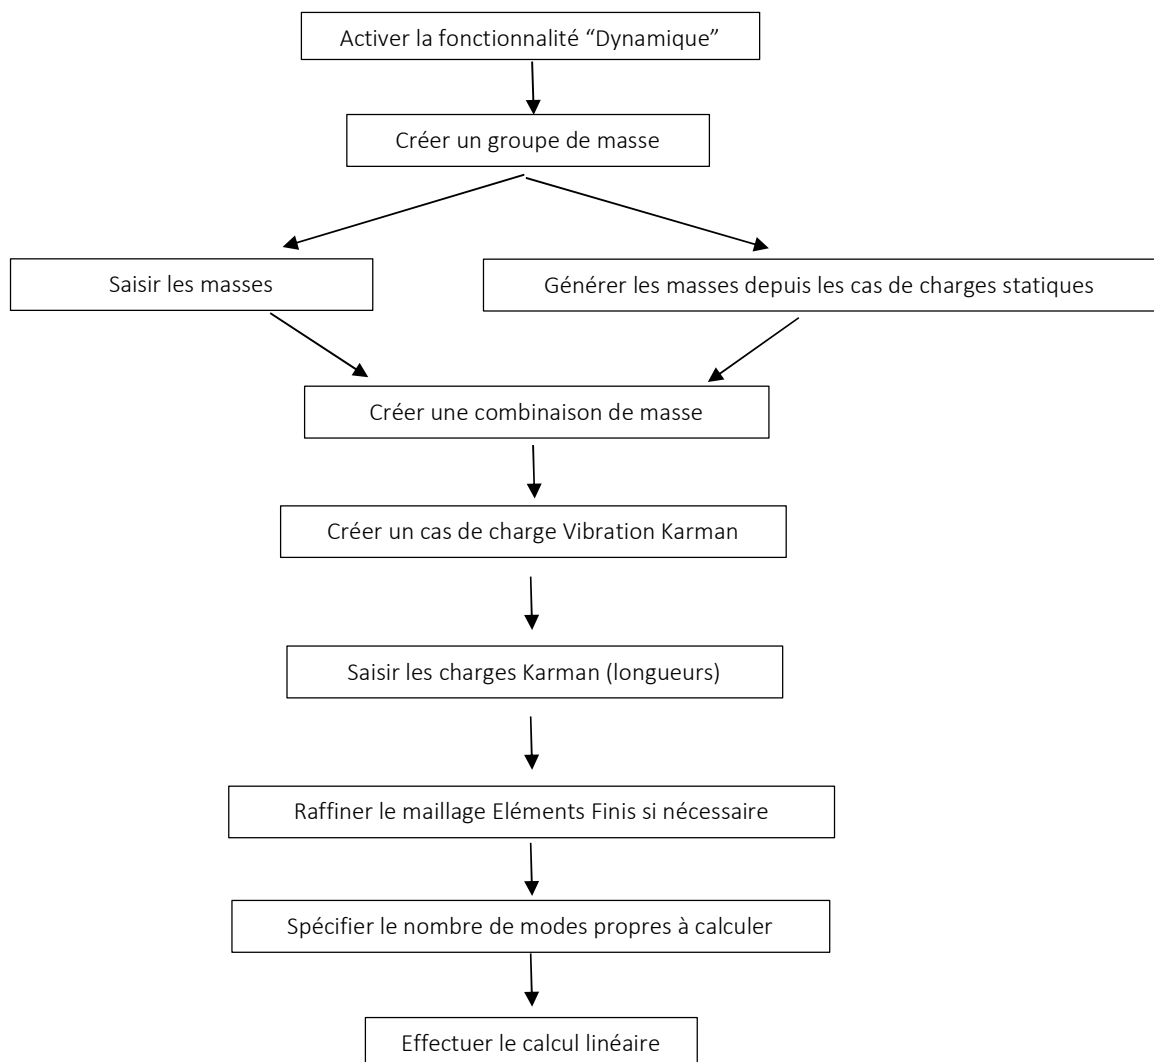 Activer la fonctionnalité “Dynamique”
Créer un groupe de masse
Saisir les masses
Générer les masses depuis les cas de charges statiques
Créer une combinaison de masse
Créer un cas de charge Vibration Karman
Saisir les charges Karman (longueurs)
Raffiner le maillage Eléments Finis si nécessaire
Spécifier le nombre de modes propres à calculer
Effectuer le calcul linéaire